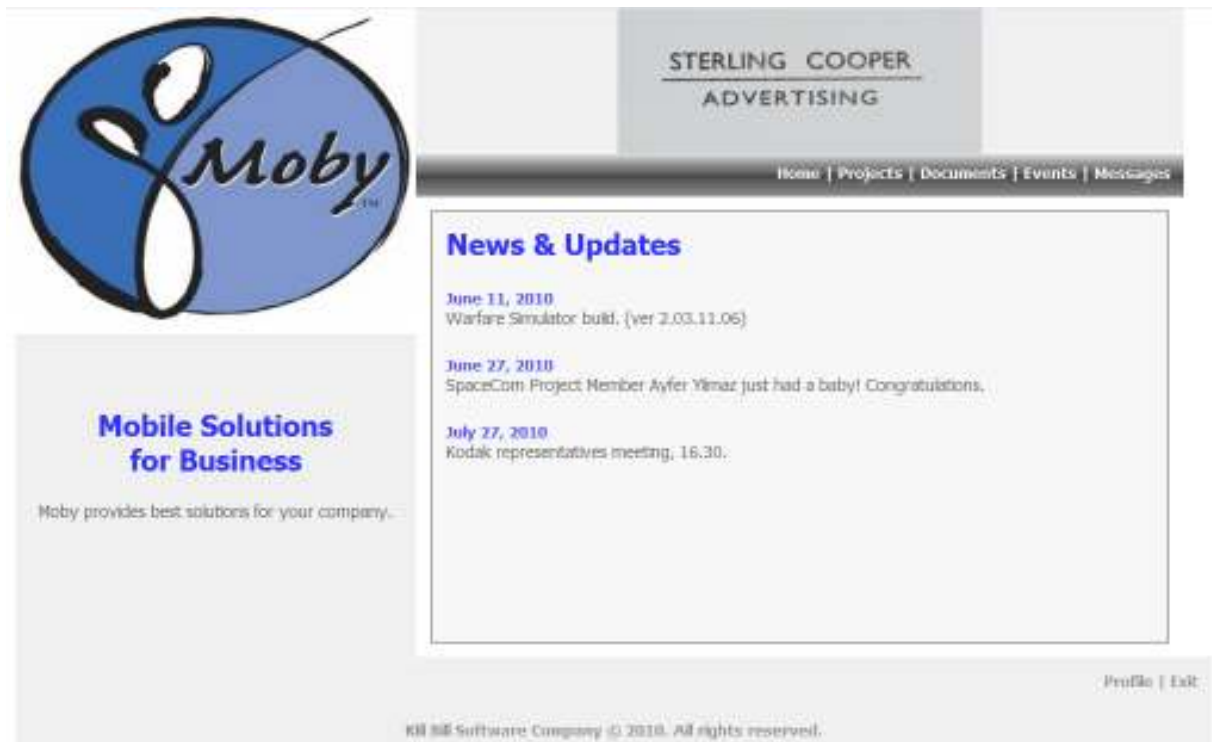 Moby
TM
STERLING COOPER
ADVERTISING
Home | Projects | Documents | Events | Messages
News & Updates
June 11, 2010
Warfare Simulator build. (ver 2.03.11.06)
June 27, 2010
SpaceCom Project Member Ayfer Yilmaz just had a baby! Congratulations.
July 27, 2010
Kodak representatives meeting, 16.30.
Mobile Solutions
for Business
Moby provides best solutions for your company.
Profile | Exit
Kill Bill Software Company © 2010. All rights reserved.